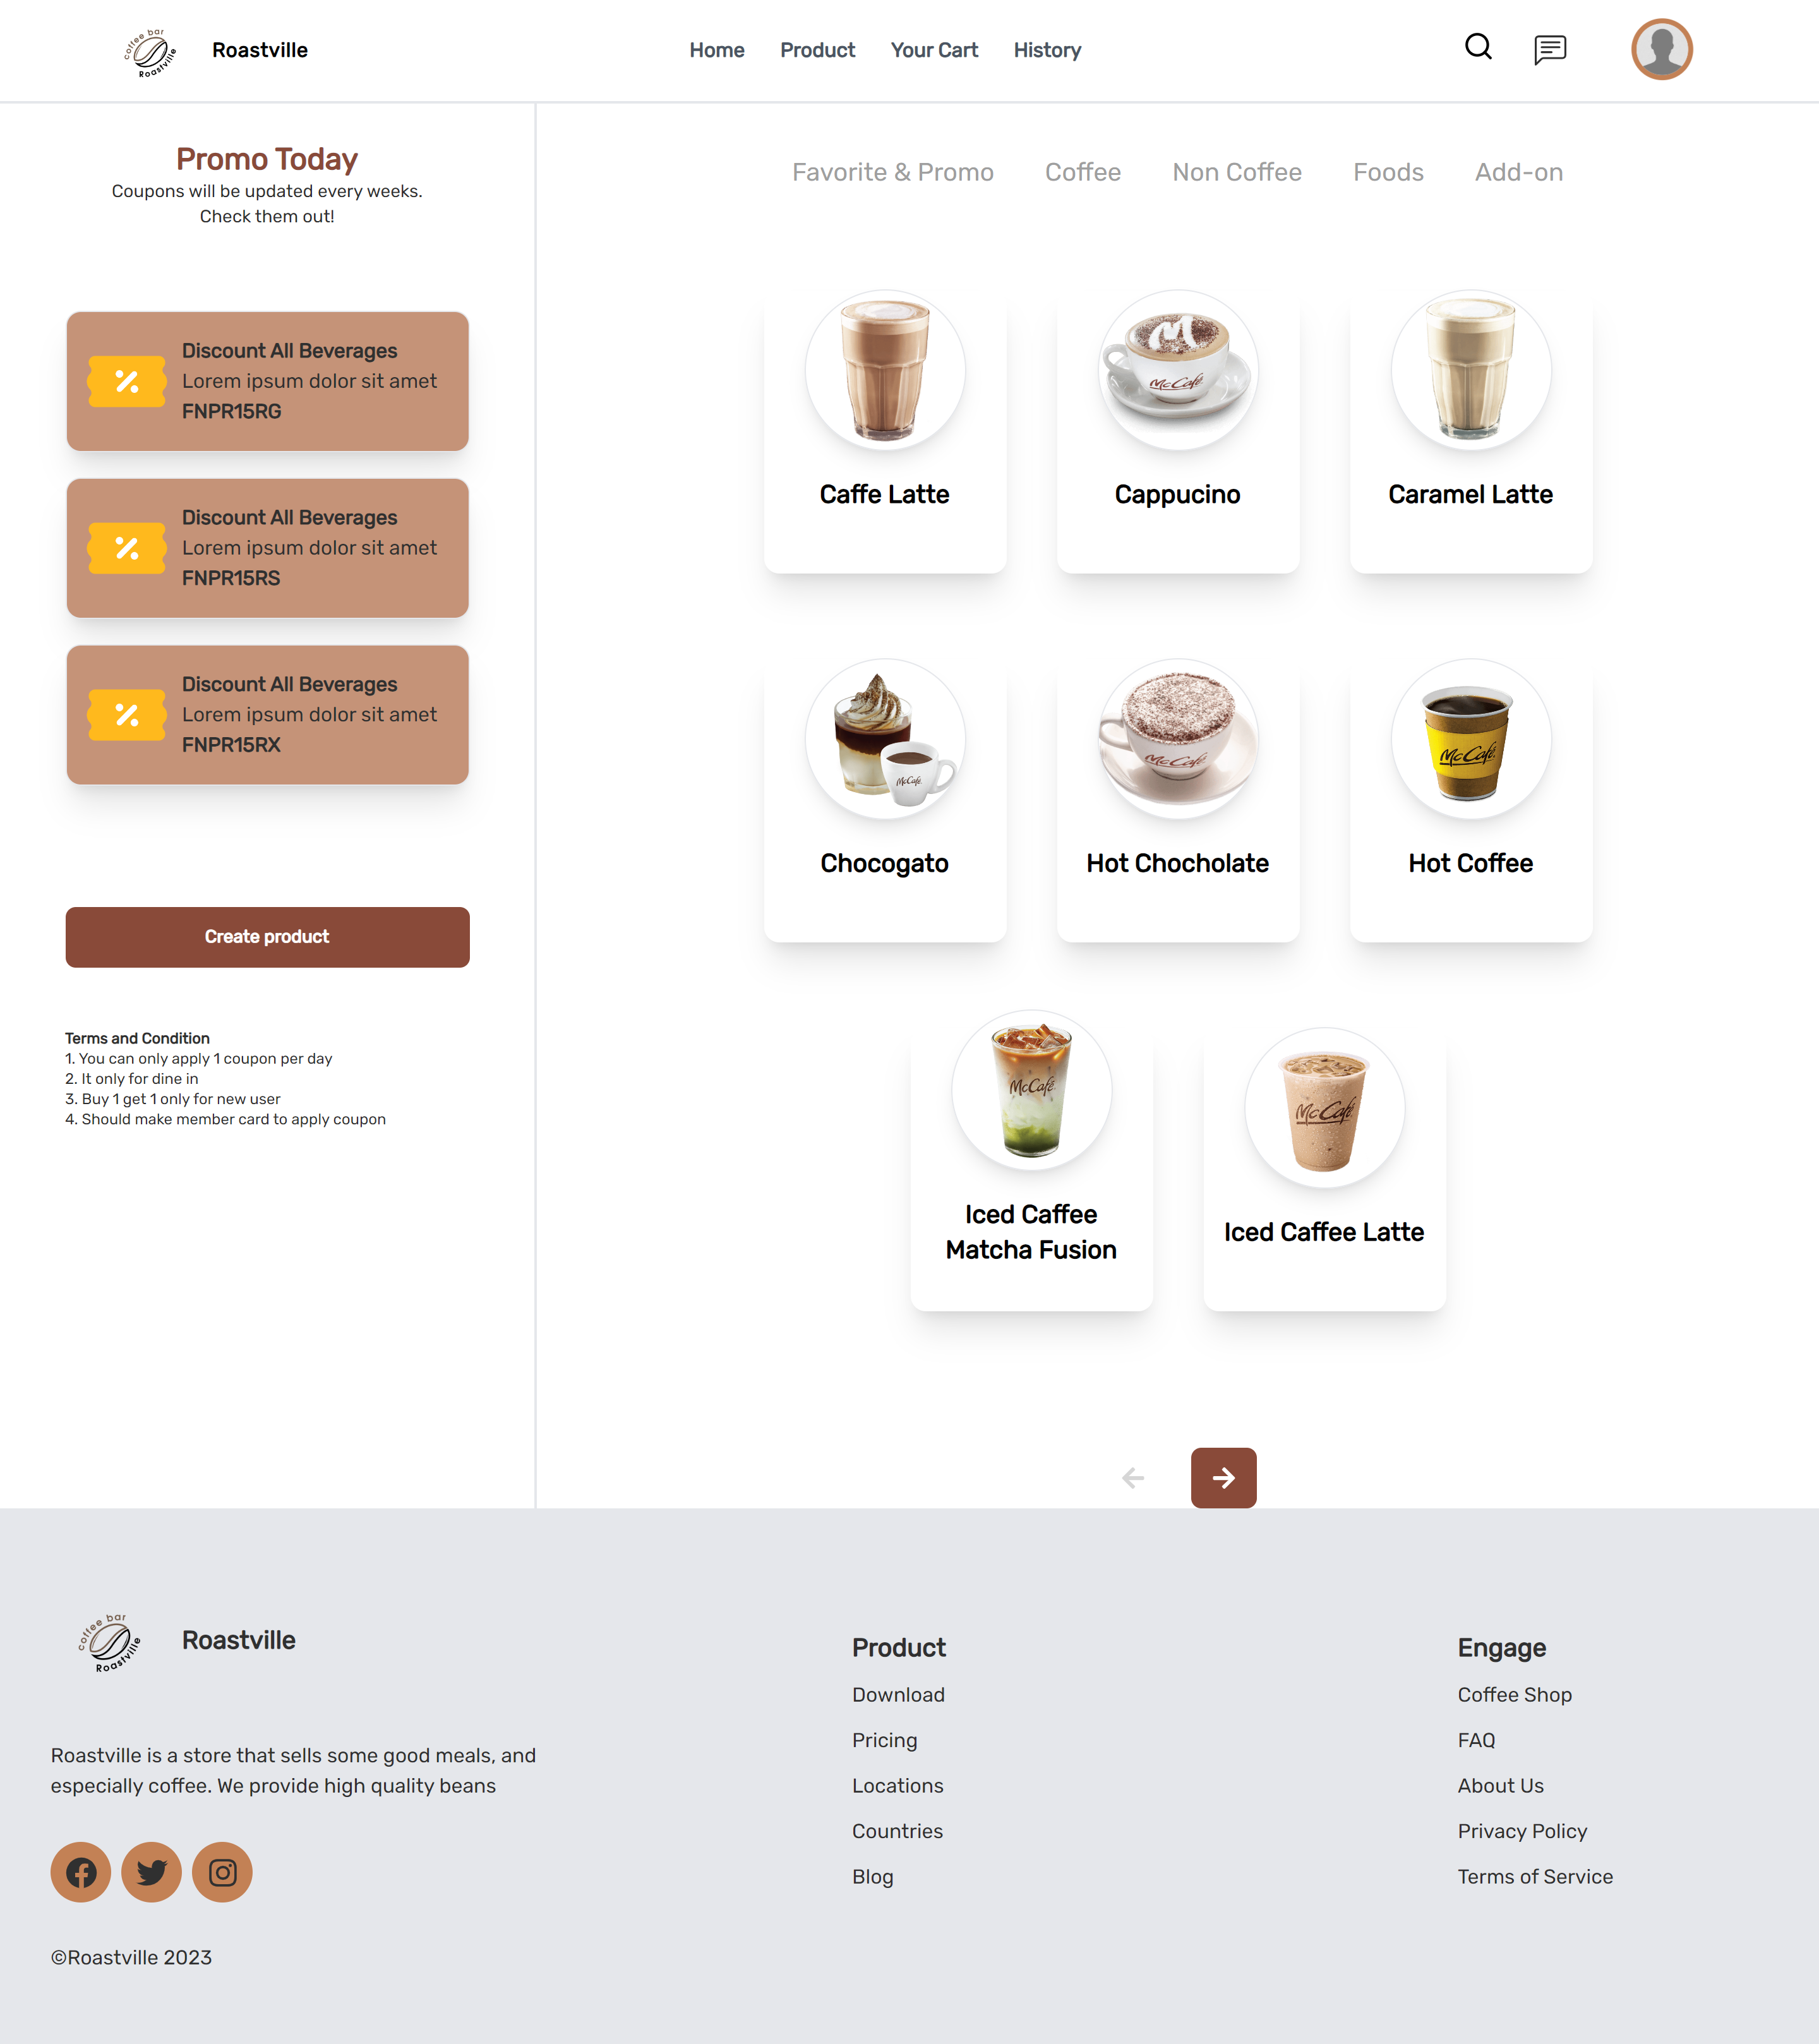 coffee bar
Roastville
Roastville
Home
Product
Your Cart
History
Promo Today
Coupons will be updated every weeks.
Check them out!
Discount All Beverages
Lorem ipsum dolor sit amet
FNPR15RG
Discount All Beverages
Lorem ipsum dolor sit amet
FNPR15RS
Discount All Beverages
Lorem ipsum dolor sit amet
FNPR15RX
Create product
Terms and Condition
1. You can only apply 1 coupon per day
2. It only for dine in
3. Buy 1 get 1 only for new user
4. Should make member card to apply coupon
Favorite & Promo
Coffee
Non Coffee
Foods
Add-on
Caffe Latte
M
McCafé
Cappucino
Caramel Latte
McCafé
Chocogato
McCafé
Hot Chocholate
McCafé
Hot Coffee
McCafé
Iced Caffee
Matcha Fusion
McCafé
Iced Caffee Latte
coffee bar
Roastville
Roastville
Roastville is a store that sells some good meals, and
especially coffee. We provide high quality beans
©Roastville 2023
Product
Download
Pricing
Locations
Countries
Blog
Engage
Coffee Shop
FAQ
About Us
Privacy Policy
Terms of Service